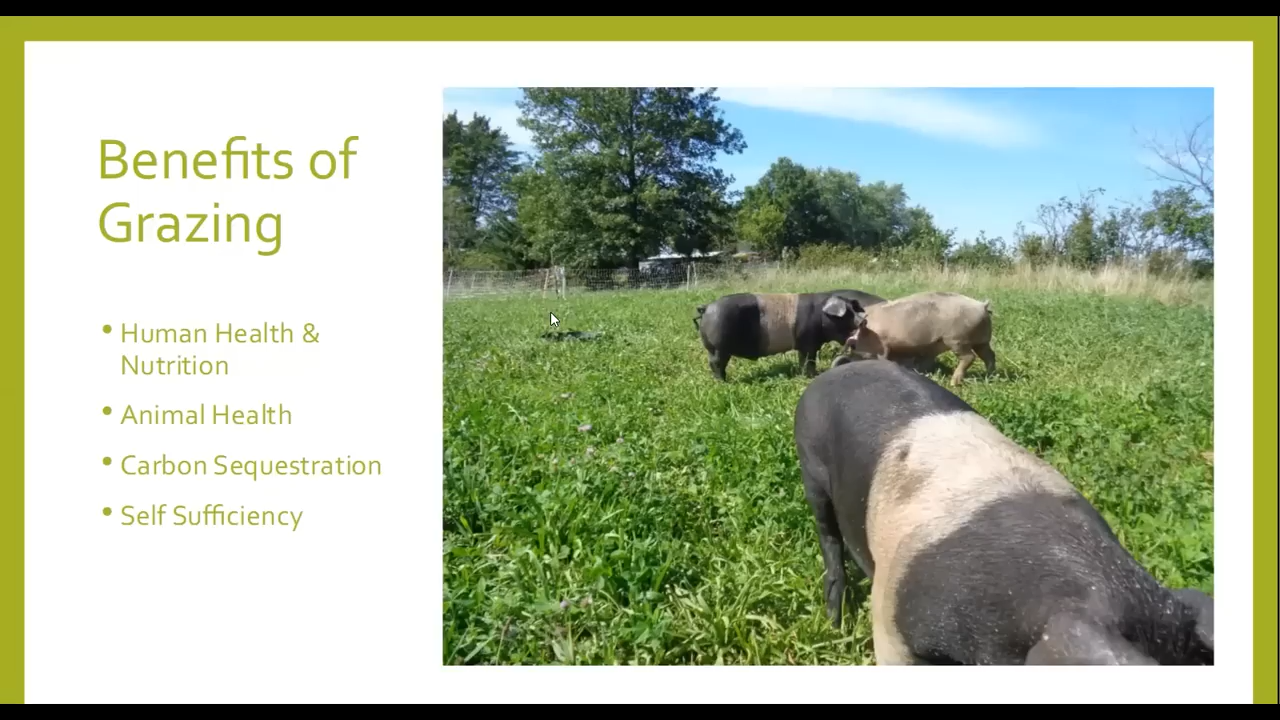 Benefits of
Grazing
• Human Health &
Nutrition
• Animal Health
• Carbon Sequestration
• Self Sufficiency